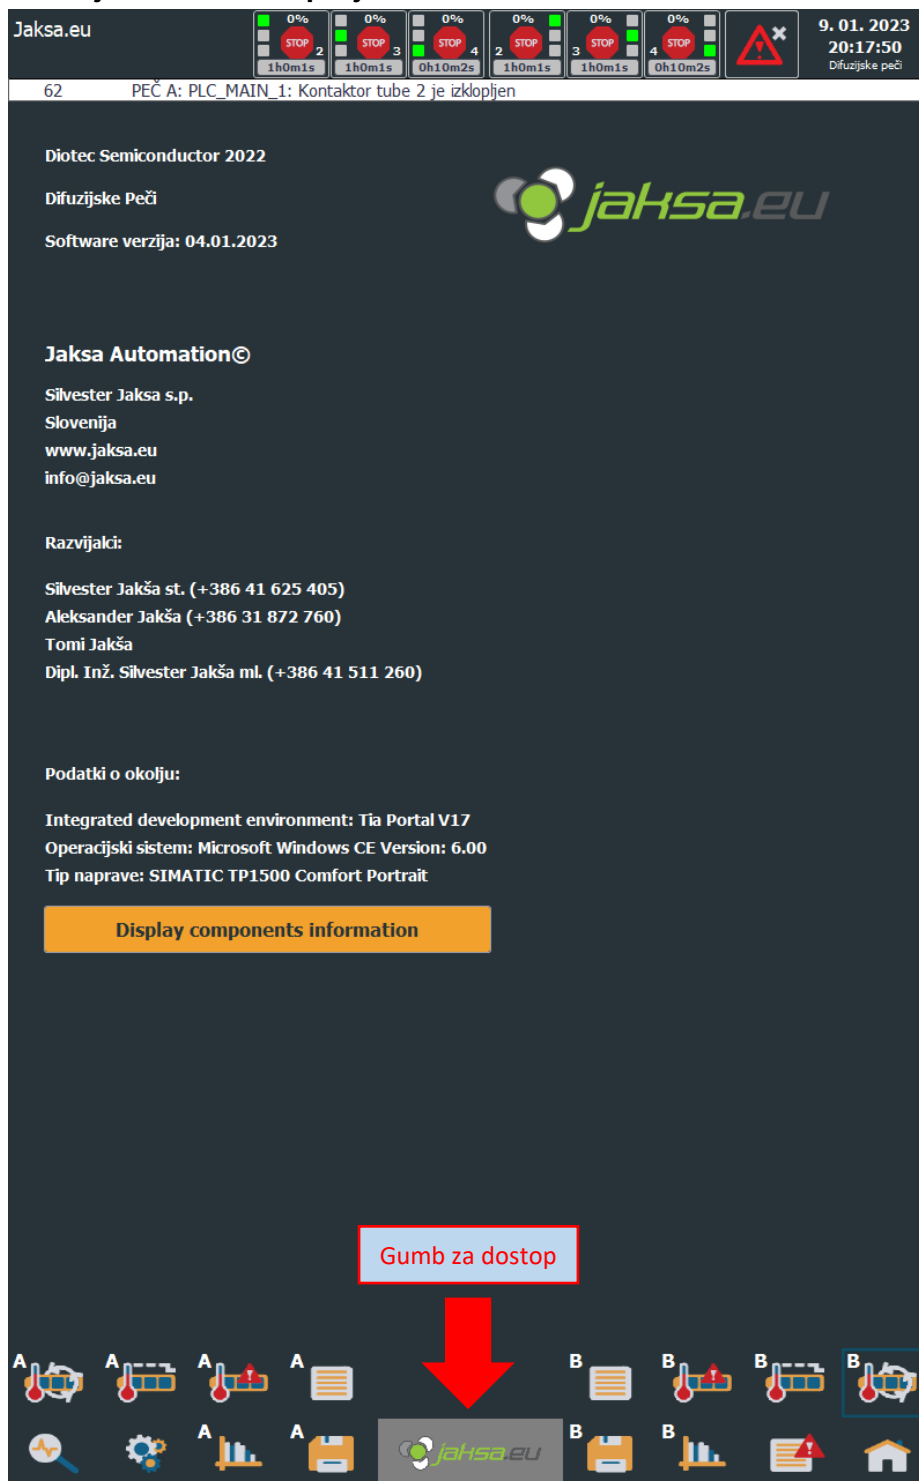 Jaksa.eu
0% STOP 2 1h0m1s
0% STOP 3 1h0m1s
0% STOP 4 0h10m2s
0% STOP 2 1h0m1s
0% STOP 3 1h0m1s
0% STOP 4 0h10m2s
9. 01. 2023
20:17:50
Difuzijske peči
62 PEČ A: PLC_MAIN_1: Kontaktor tube 2 je izklopljen
Diotec Semiconductor 2022
jaksa.eu
Difuzijske Peči
Software verzija: 04.01.2023
Jaksa Automation©
Silvester Jaksa s.p.
Slovenija
www.jaksa.eu
info@jaksa.eu
Razvijalci:
Silvester Jakša st. (+386 41 625 405)
Aleksander Jakša (+386 31 872 760)
Tomi Jakša
Dipl. Inž. Silvester Jakša ml. (+386 41 511 260)
Podatki o okolju:
Integrated development environment: Tia Portal V17
Operacijski sistem: Microsoft Windows CE Version: 6.00
Tip naprave: SIMATIC TP1500 Comfort Portrait
Display components information
Gumb za dostop
A A A A B B B B
A A jaksa.eu B B